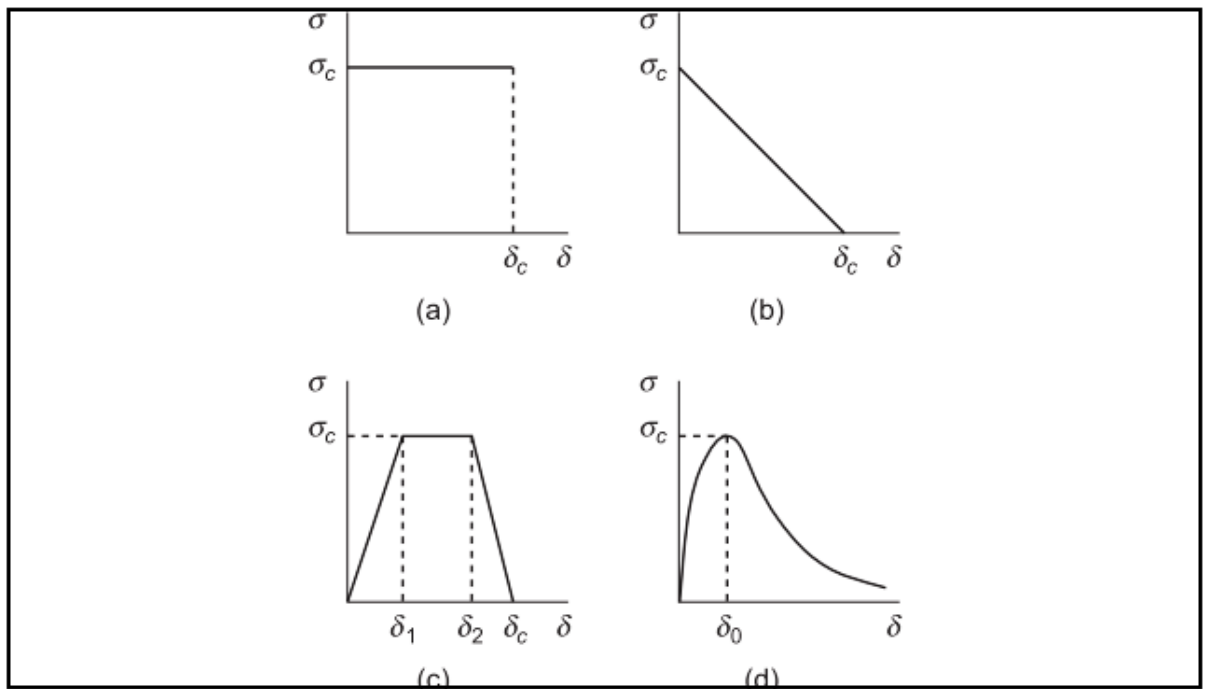 σ σ
σc σc
δc δ δc δ
(a) (b)
σ σ
σc σc
δ1 δ2 δc δ δ0 δ
(c) (d)